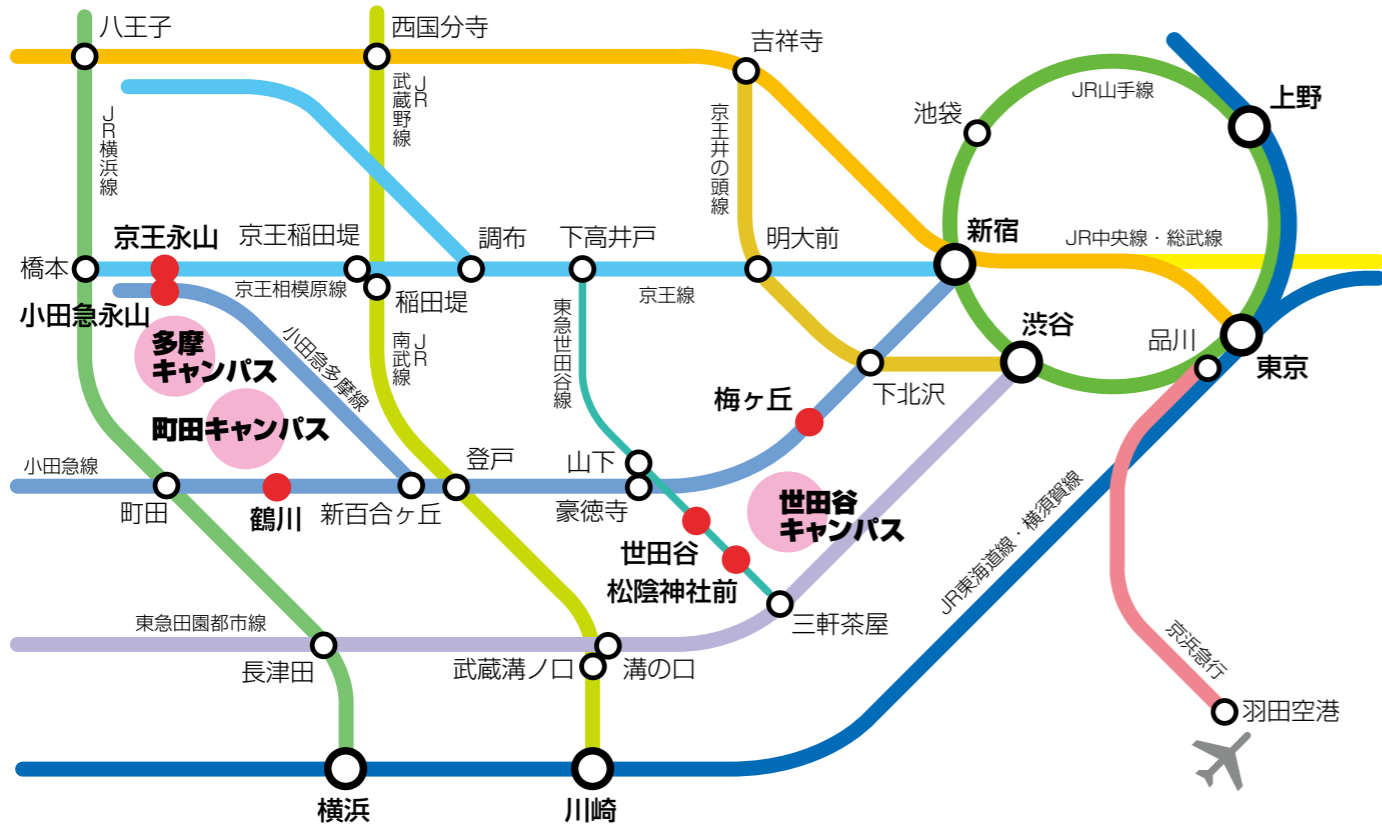 八王子
西国分寺
吉祥寺
JR山手線
上野
池袋
JR
武蔵野線
JR横浜線
京王井の頭線
新宿
JR中央線・総武線
京王永山
京王稲田堤
調布
下高井戸
明大前
橋本
京王相模原線
稲田堤
京王線
小田急永山
渋谷
品川
東京
多摩
キャンパス
小田急多摩線
JR
南武線
東急世田谷線
下北沢
梅ヶ丘
町田キャンパス
小田急線
登戸
山下
町田
鶴川
新百合ヶ丘
豪徳寺
世田谷
キャンパス
世田谷
松陰神社前
JR東海道線・横須賀線
東急田園都市線
三軒茶屋
長津田
武蔵溝ノ口
溝の口
京浜急行
羽田空港
横浜
川崎